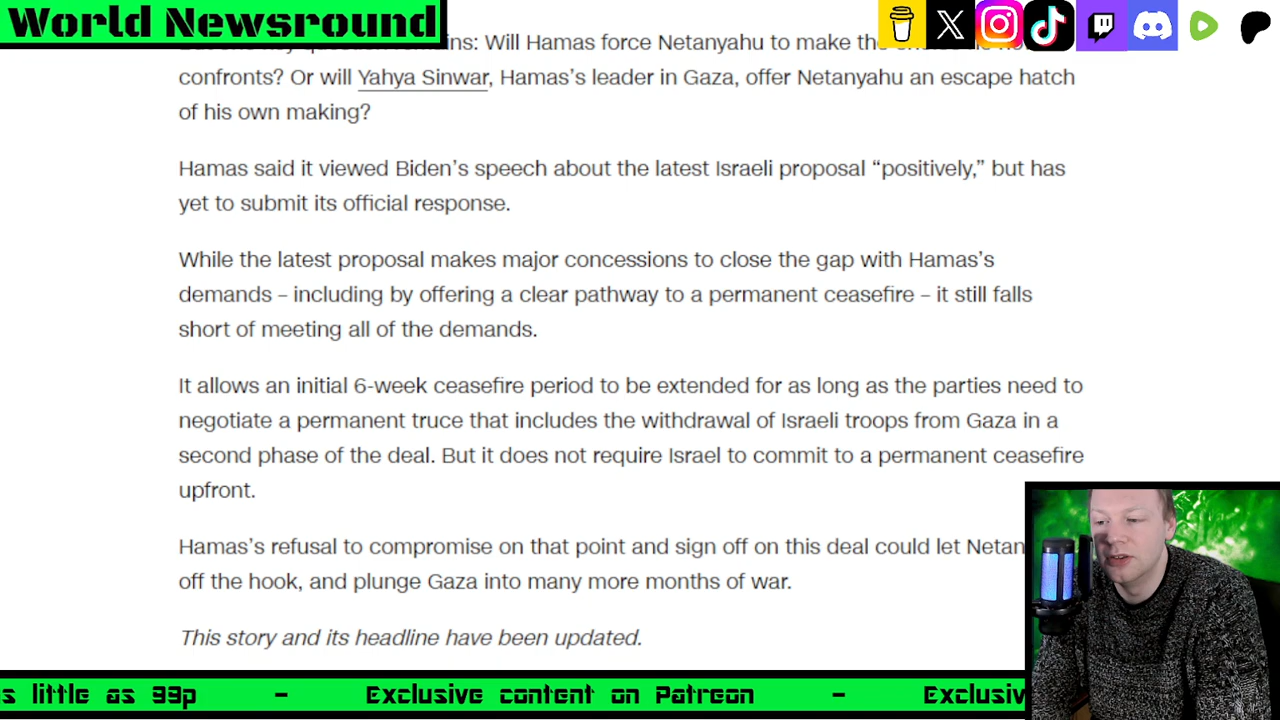 World Newsround
Will Hamas force Netanyahu to make the
confronts? Or will Yahya Sinwar, Hamas’s leader in Gaza, offer Netanyahu an escape hatch
of his own making?
Hamas said it viewed Biden’s speech about the latest Israeli proposal “positively,” but has
yet to submit its official response.
While the latest proposal makes major concessions to close the gap with Hamas’s
demands – including by offering a clear pathway to a permanent ceasefire – it still falls
short of meeting all of the demands.
It allows an initial 6-week ceasefire period to be extended for as long as the parties need to
negotiate a permanent truce that includes the withdrawal of Israeli troops from Gaza in a
second phase of the deal. But it does not require Israel to commit to a permanent ceasefire
upfront.
Hamas’s refusal to compromise on that point and sign off on this deal could let Netan
off the hook, and plunge Gaza into many more months of war.
This story and its headline have been updated.
s little as 99p - Exclusive content on Patreon - Exclusiv